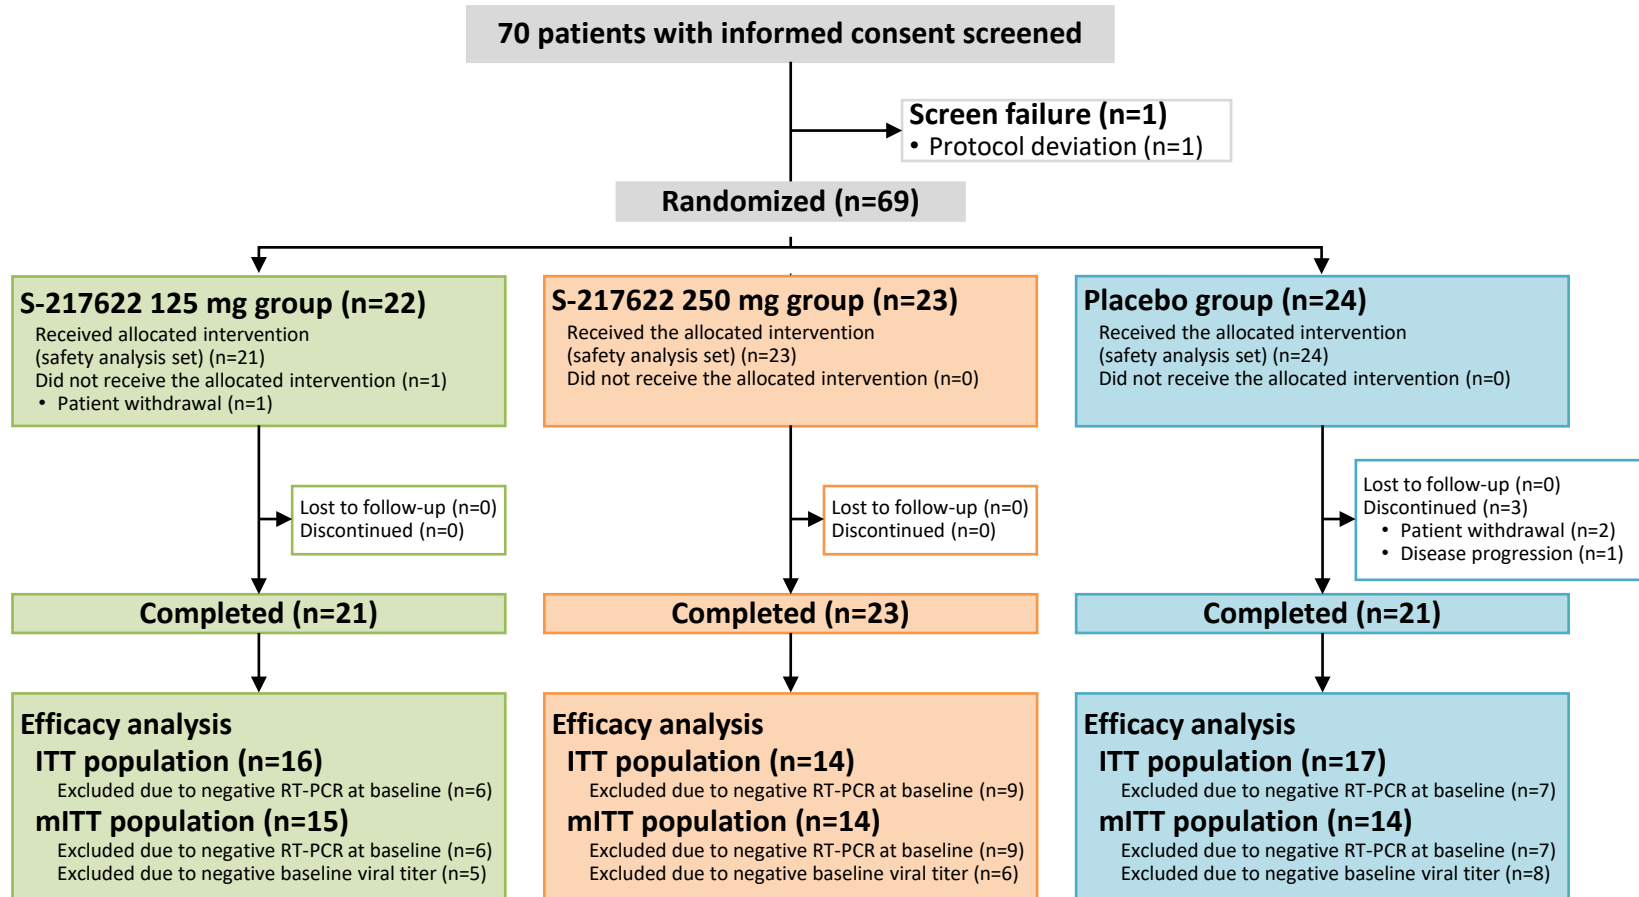 70 patients with informed consent screened
Screen failure (n=1)
• Protocol deviation (n=1)
Randomized (n=69)
S-217622 125 mg group (n=22)
Received allocated intervention
(safety analysis set) (n=21)
Did not receive the allocated intervention (n=1)
• Patient withdrawal (n=1)
S-217622 250 mg group (n=23)
Received the allocated intervention
(safety analysis set) (n=23)
Did not receive the allocated intervention (n=0)
Placebo group (n=24)
Received the allocated intervention
(safety analysis set) (n=24)
Did not receive the allocated intervention (n=0)
Lost to follow-up (n=0)
Discontinued (n=0)
Lost to follow-up (n=0)
Discontinued (n=0)
Lost to follow-up (n=0)
Discontinued (n=3)
• Patient withdrawal (n=2)
• Disease progression (n=1)
Completed (n=21)
Completed (n=23)
Completed (n=21)
Efficacy analysis
ITT population (n=16)
Excluded due to negative RT-PCR at baseline (n=6)
mITT population (n=15)
Excluded due to negative RT-PCR at baseline (n=6)
Excluded due to negative baseline viral titer (n=5)
Efficacy analysis
ITT population (n=14)
Excluded due to negative RT-PCR at baseline (n=9)
mITT population (n=14)
Excluded due to negative RT-PCR at baseline (n=9)
Excluded due to negative baseline viral titer (n=6)
Efficacy analysis
ITT population (n=17)
Excluded due to negative RT-PCR at baseline (n=7)
mITT population (n=14)
Excluded due to negative RT-PCR at baseline (n=7)
Excluded due to negative baseline viral titer (n=8)